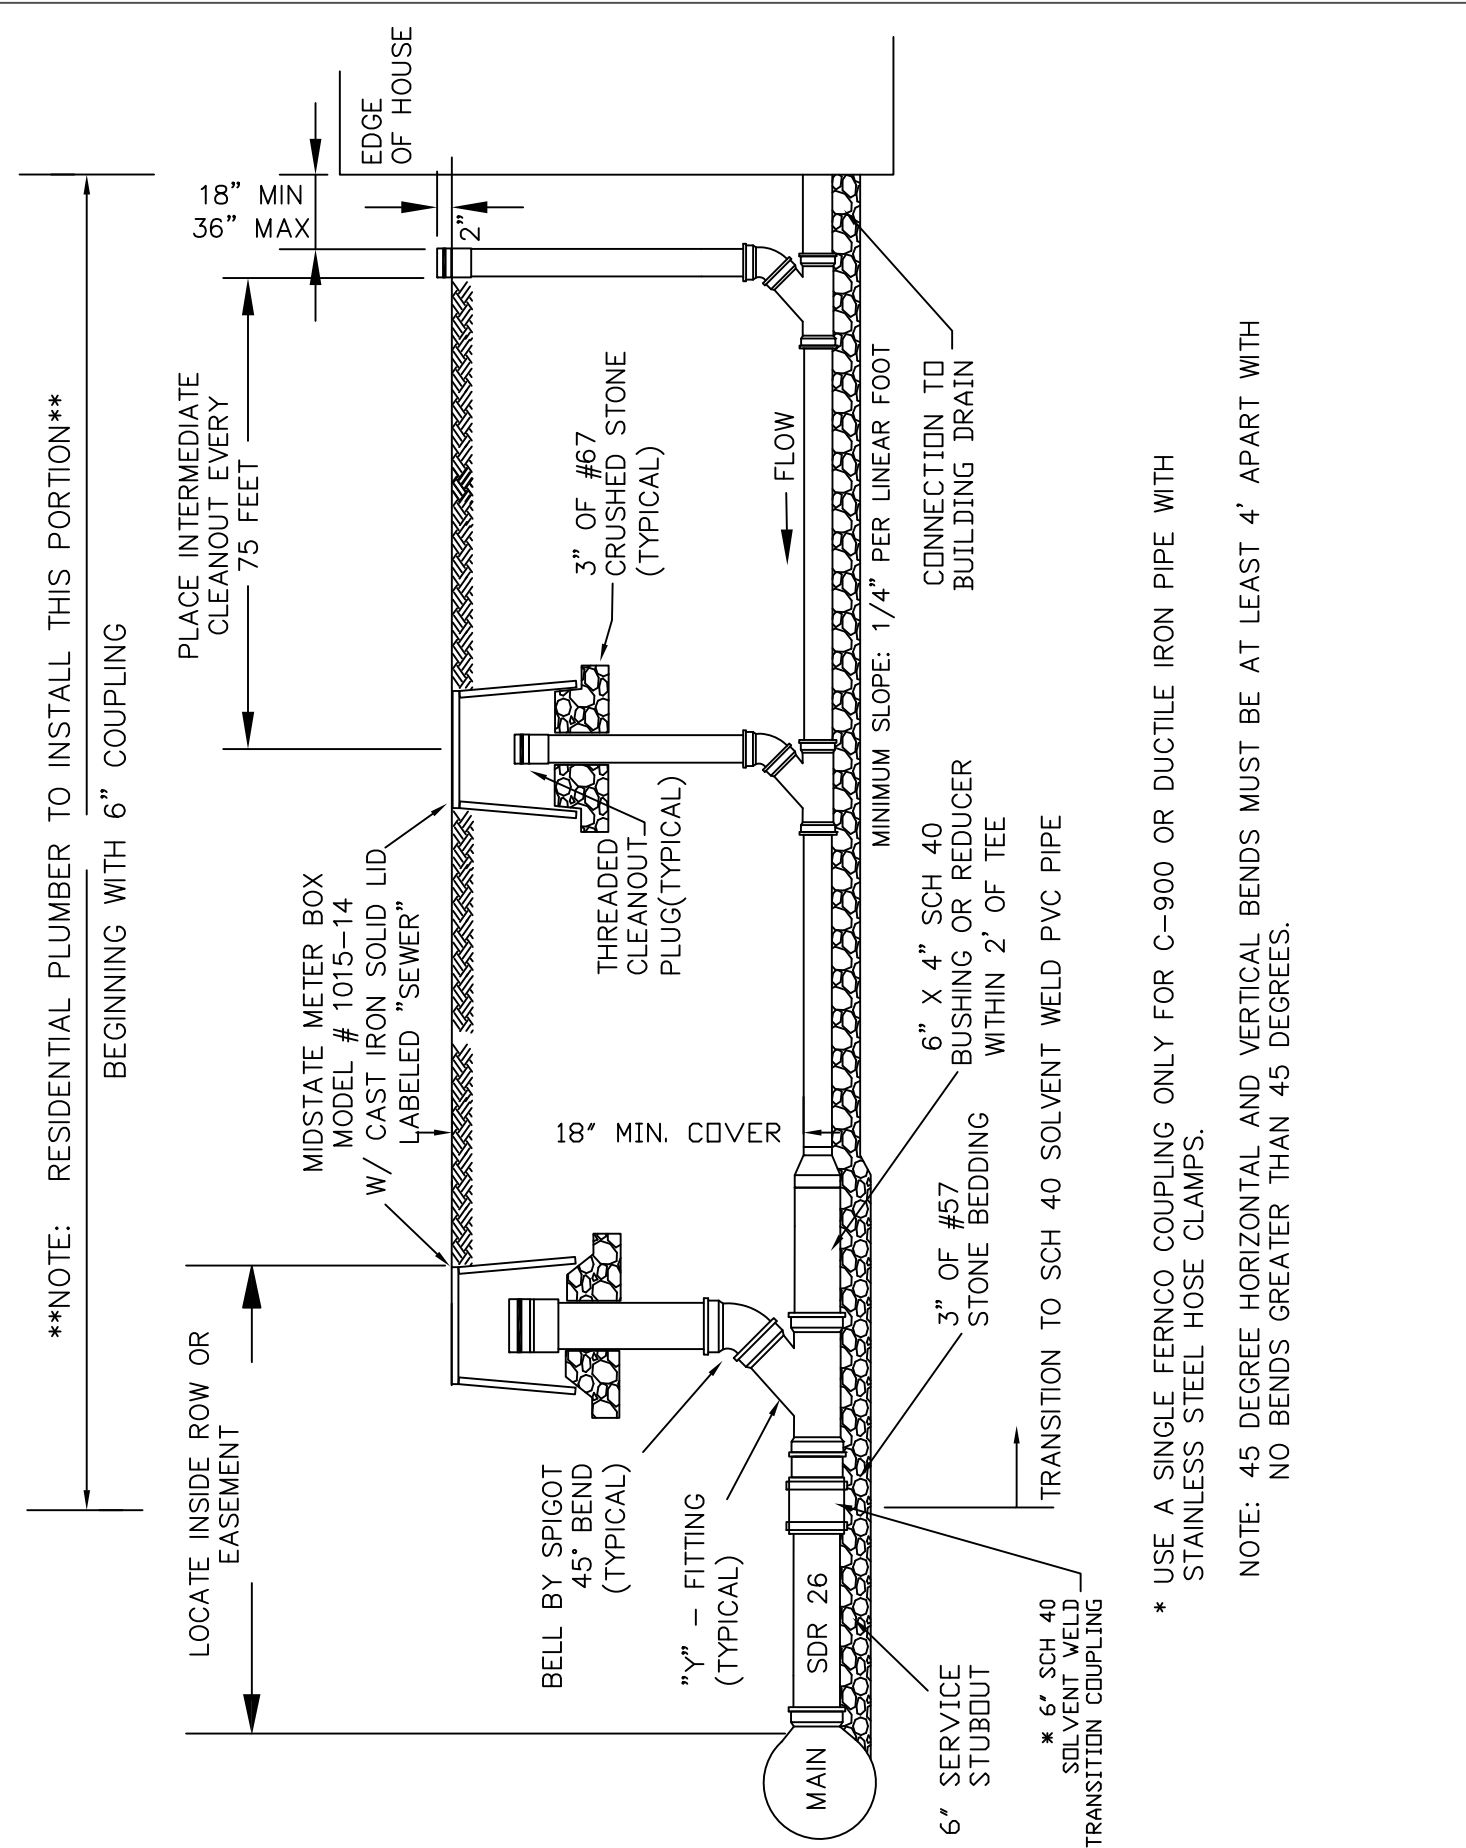 **NOTE: RESIDENTIAL PLUMBER TO INSTALL THIS PORTION**
BEGINNING WITH 6" COUPLING
LOCATE INSIDE ROW OR
EASEMENT
PLACE INTERMEDIATE
CLEANOUT EVERY
75 FEET
18" MIN
36" MAX
EDGE
OF HOUSE
2"
MIDSTATE METER BOX
MODEL # 1015-14
W/ CAST IRON SOLID LID
LABELED "SEWER"
3" OF #67
CRUSHED STONE
(TYPICAL)
THREADED
CLEANOUT
PLUG(TYPICAL)
18" MIN. COVER
BELL BY SPIGOT
45° BEND
(TYPICAL)
"Y" - FITTING
(TYPICAL)
FLOW
MAIN
SDR 26
MINIMUM SLOPE: 1/4" PER LINEAR FOOT
CONNECTION TO
BUILDING DRAIN
6" X 4" SCH 40
BUSHING OR REDUCER
WITHIN 2' OF TEE
3" OF #57
STONE BEDDING
6" SERVICE
STUBOUT
TRANSITION TO SCH 40 SOLVENT WELD PVC PIPE
* 6" SCH 40
SOLVENT WELD
TRANSITION COUPLING
* USE A SINGLE FERNCO COUPLING ONLY FOR C-900 OR DUCTILE IRON PIPE WITH
STAINLESS STEEL HOSE CLAMPS.
NOTE: 45 DEGREE HORIZONTAL AND VERTICAL BENDS MUST BE AT LEAST 4' APART WITH
NO BENDS GREATER THAN 45 DEGREES.